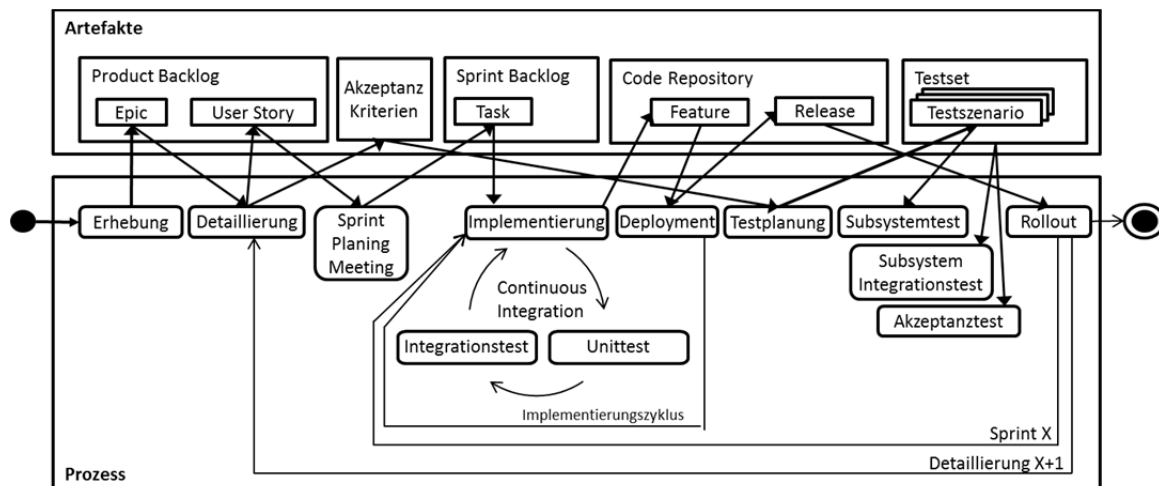 Artefakte
Product Backlog
Epic
User Story
Akzeptanz
Kriterien
Sprint Backlog
Task
Code Repository
Feature
Release
Testset
Testszenario
Erhebung
Detaillierung
Sprint
Planing
Meeting
Implementierung
Deployment
Testplanung
Subsystemtest
Rollout
Subsystem
Integrationstest
Akzeptanztest
Continuous
Integration
Integrationstest
Unittest
Implementierungszyklus
Sprint X
Detaillierung X+1
Prozess